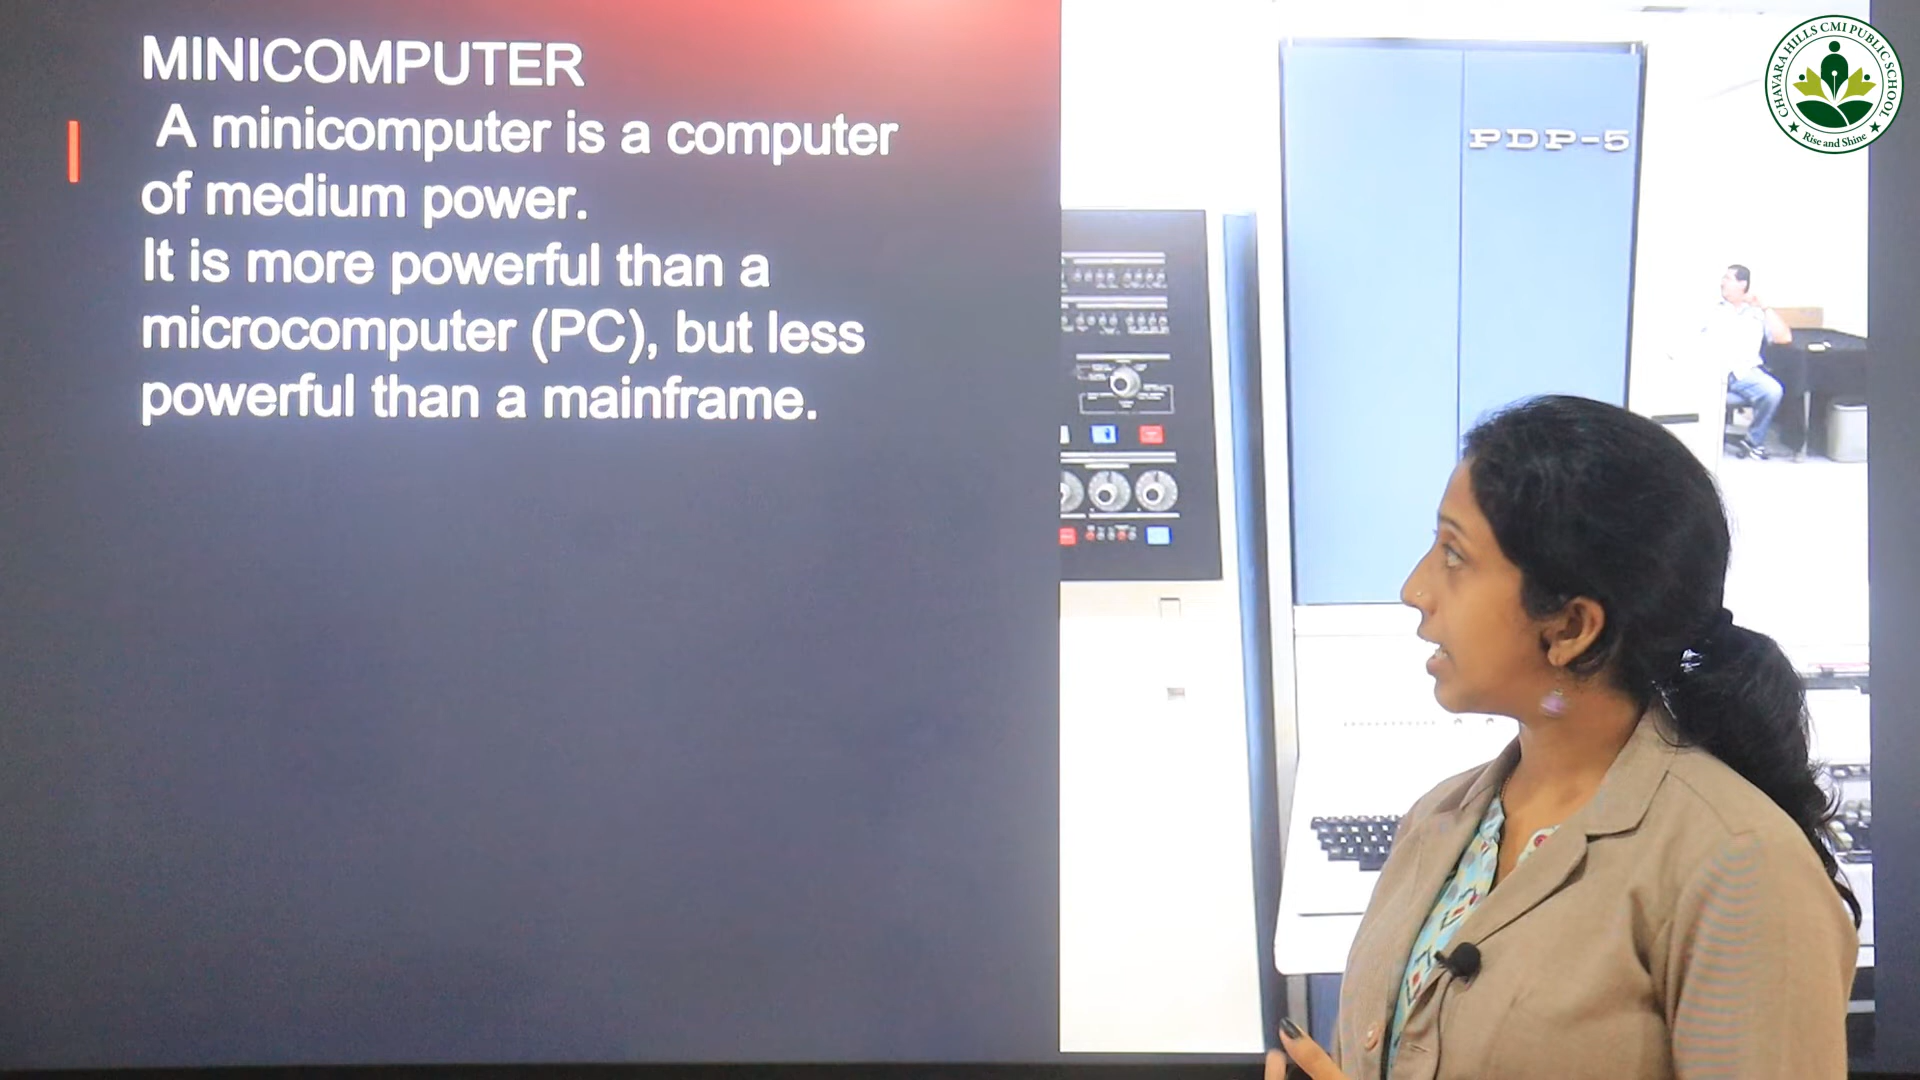 MINICOMPUTER
A minicomputer is a computer
of medium power.
It is more powerful than a
microcomputer (PC), but less
powerful than a mainframe.
PDP-5
CHAVARA HILLS CMI PUBLIC SCHOOL
Rise and Shine